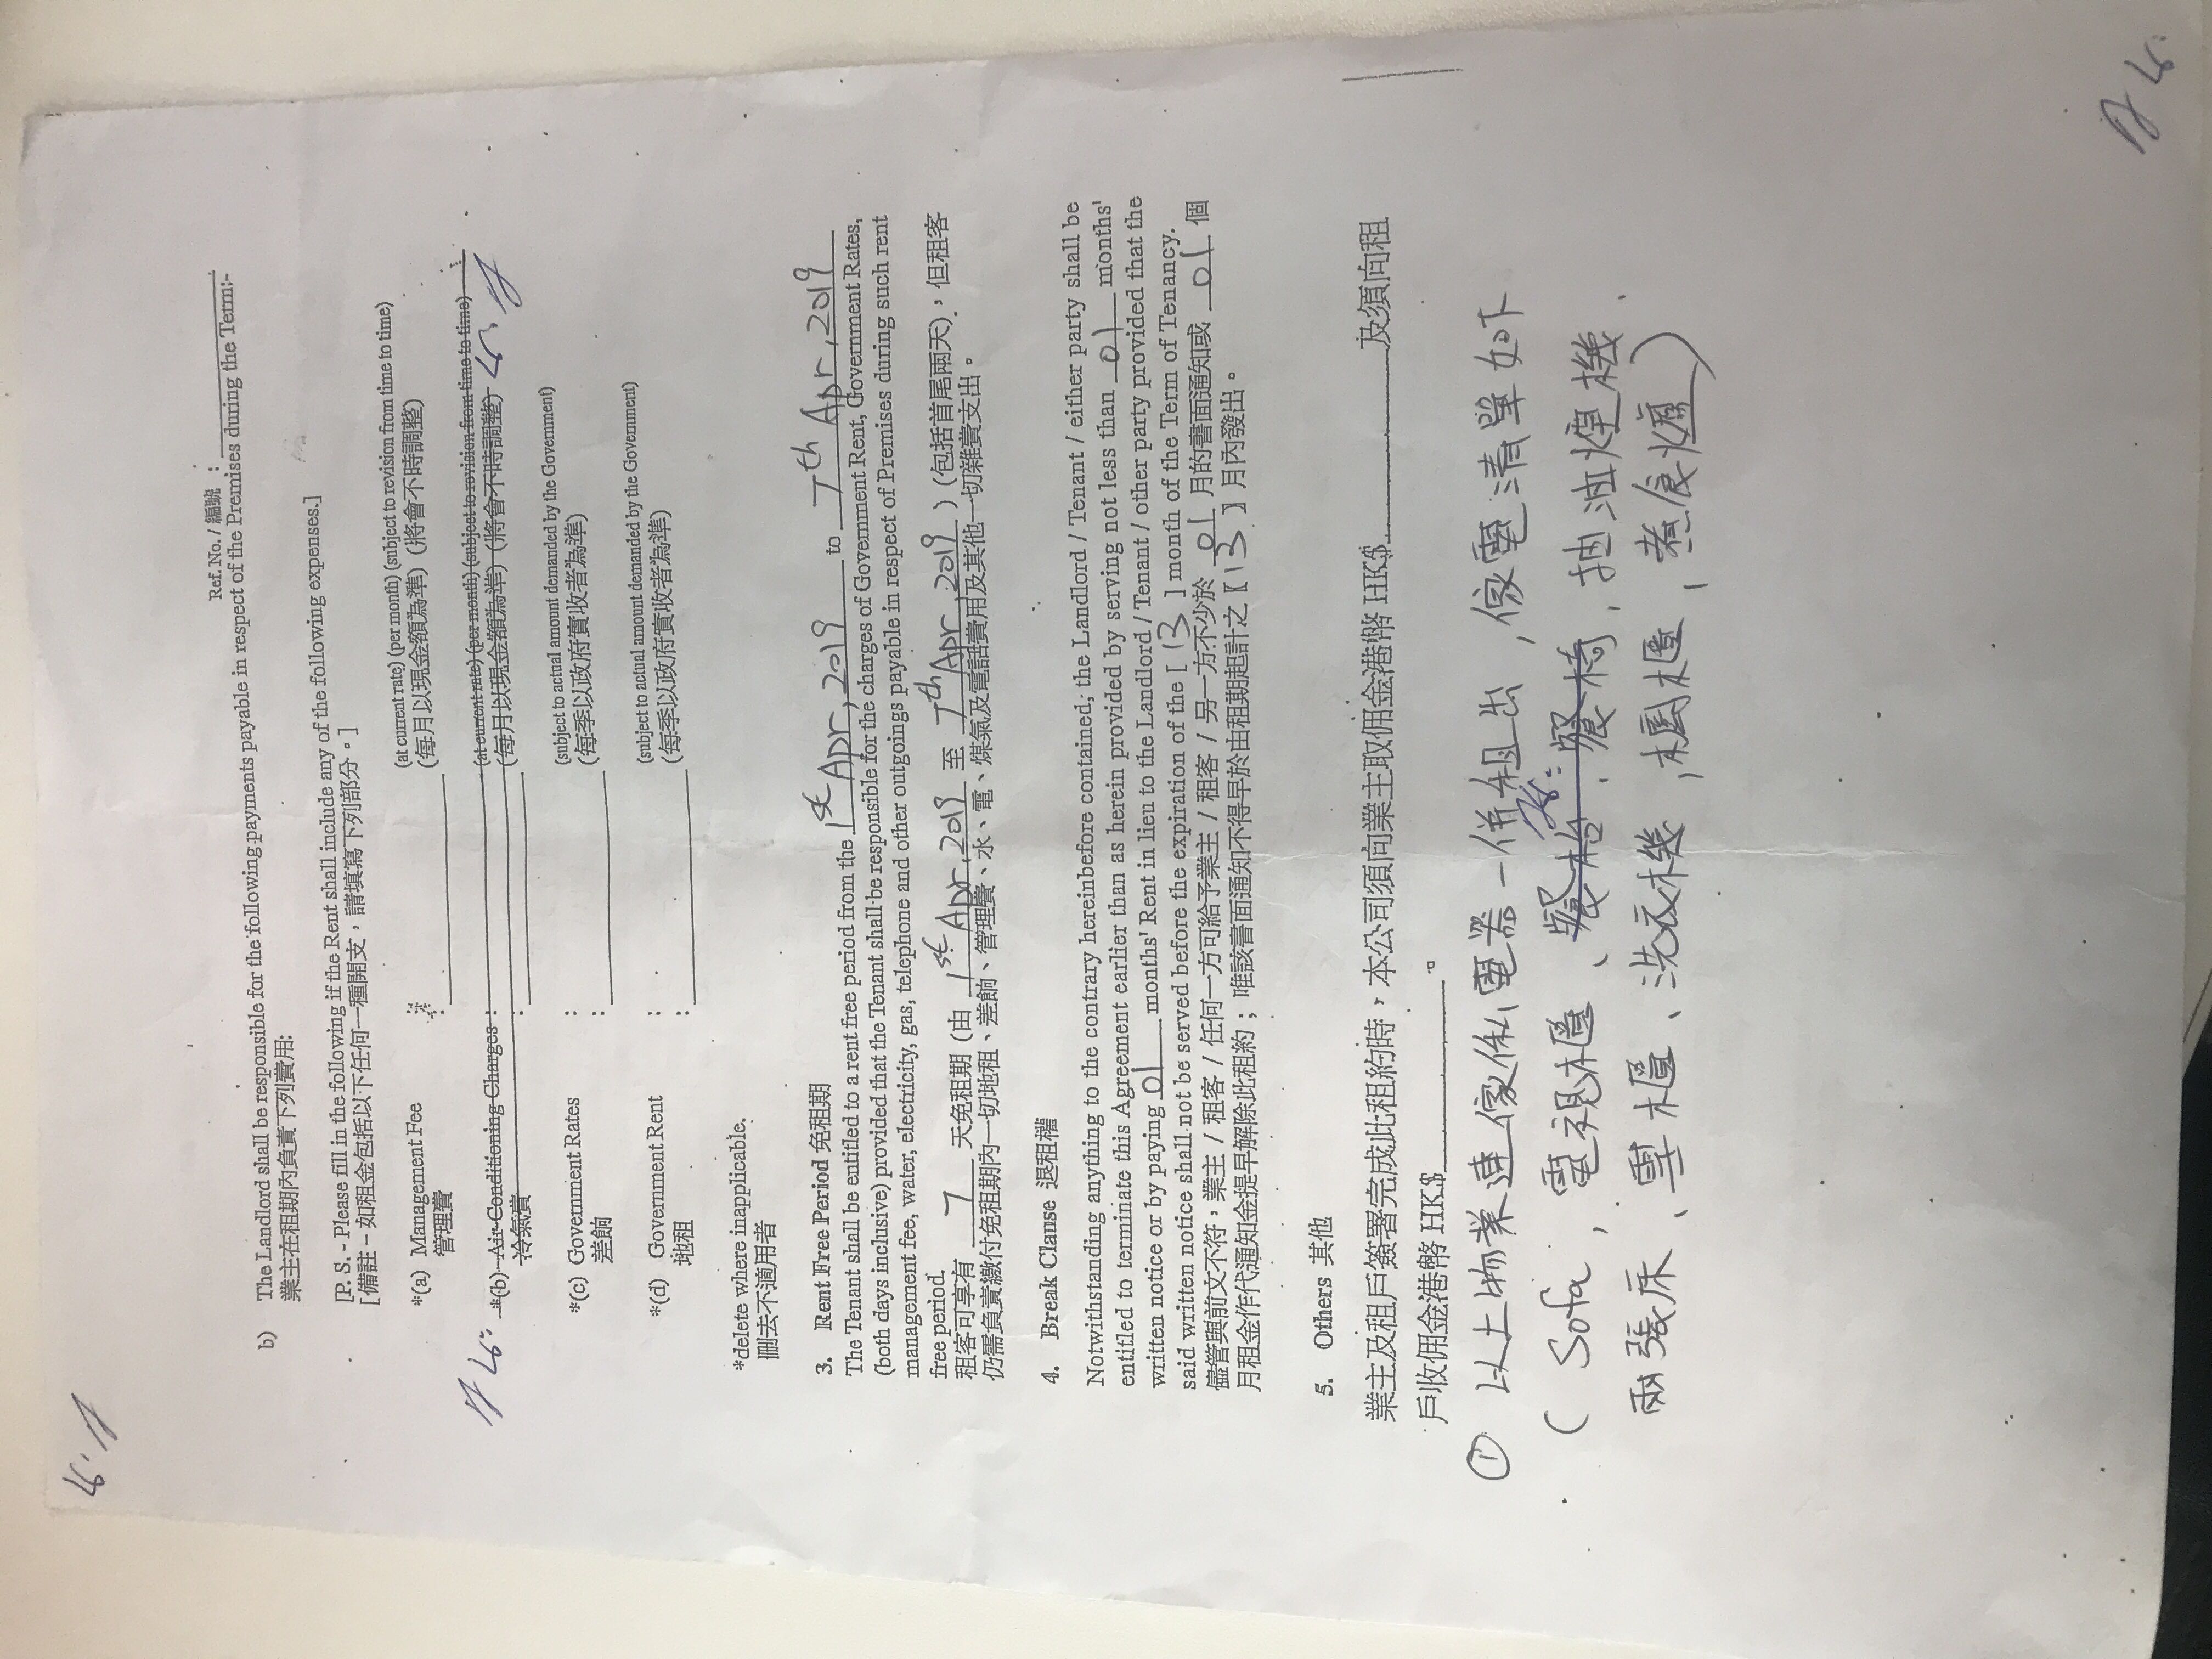 Ref. No. / 編號 :
b) The Landlord shall be responsible for the following payments payable in respect of the Premises during the Term:-
業主在租期內負責下列費用:
[P. S. - Please fill in the following if the Rent shall include any of the following expenses.]
[備註 - 如租金包括以下任何一種開支，請填寫下列部分。]
*(a) Management Fee : (at current rate) (per month) (subject to revision from time to time)
管理費 : (每月以現金額為準) (將會不時調整)
*(b) Air-Conditioning Charges : (at current rate) (per month) (subject to revision from time to time)
冷氣費 : (每月以現金額為準) (將會不時調整)
*(c) Government Rates : (subject to actual amount demanded by the Government)
差餉 : (每季以政府實收者為準)
*(d) Government Rent : (subject to actual amount demanded by the Government)
地租 : (每季以政府實收者為準)
*delete where inapplicable.
刪去不適用者
3. Rent Free Period 免租期
The Tenant shall be entitled to a rent free period from the 1st Apr, 2019 to 7th Apr, 2019
(both days inclusive) provided that the Tenant shall be responsible for the charges of Government Rent, Government Rates,
management fee, water, electricity, gas, telephone and other outgoings payable in respect of Premises during such rent
free period.
租客可享有 7 天免租期 (由 1st Apr, 2019 至 7th Apr, 2019 ) (包括首尾兩天)，但租客
仍需負責繳付免租期內一切地租、差餉、管理費、水、電、煤氣及電話費用及其他一切雜費支出。
4. Break Clause 退租權
Notwithstanding anything to the contrary hereinbefore contained, the Landlord / Tenant / either party shall be
entitled to terminate this Agreement earlier than as herein provided by serving not less than 01 months'
written notice or by paying 01 months' Rent in lieu to the Landlord / Tenant / other party provided that the
said written notice shall not be served before the expiration of the [ 13 ] month of the Term of Tenancy.
儘管與前文不符，業主 / 租客 / 任何一方可給予業主 / 租客 / 另一方不少於 01 月的書面通知或 01 個
月租金作代通知金提早解除此租約；唯該書面通知不得早於由租期起計之【 13 】月內發出。
5. Others 其他
業主及租戶簽署完成此租約時，本公司須向業主取佣金港幣 HK$ 及須向租
戶收佣金港幣 HK$ 。
① 以上物業連傢俬電器一併租出，傢電清單如下
( Sofa，電視櫃、餐枱、餐椅，抽油煙機、
兩張床、單櫃、洗衣機，櫥櫃，煮食爐)